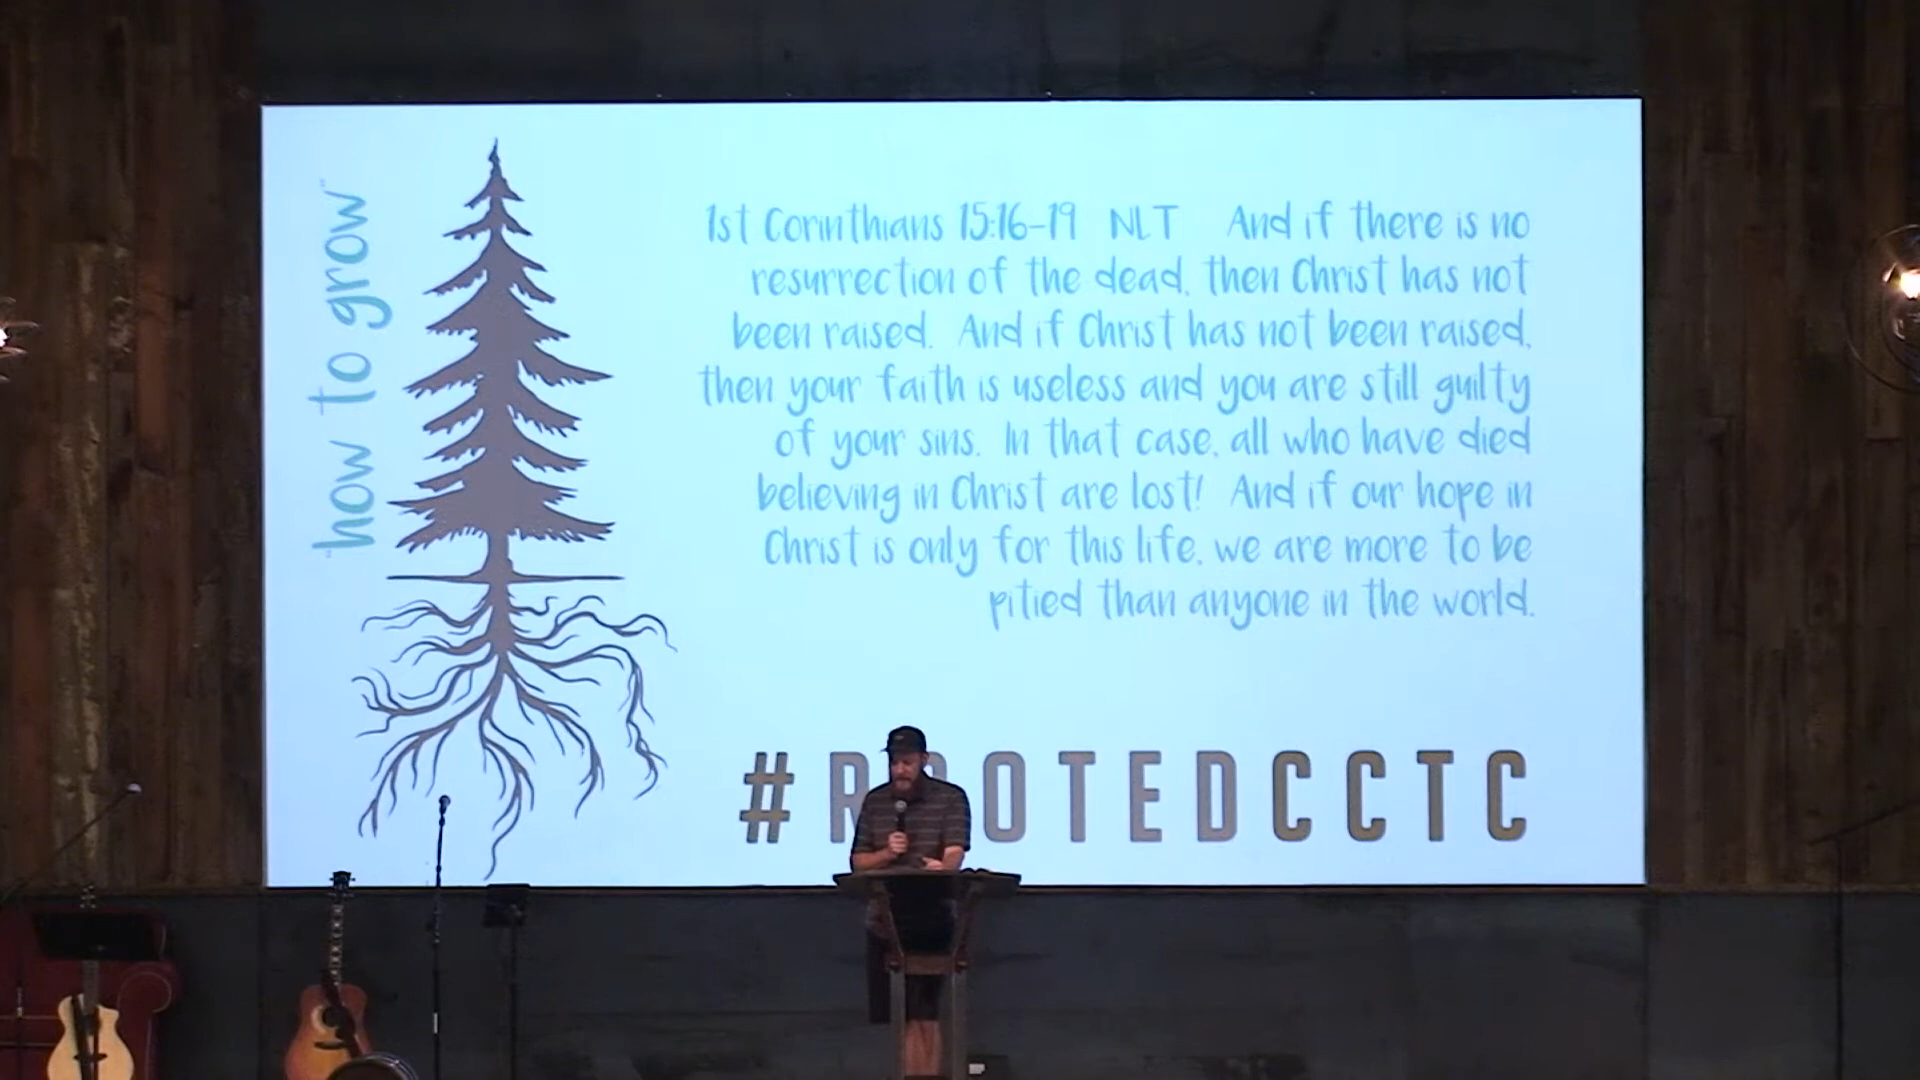 "how to grow"
1st Corinthians 15:16-19 NLT And if there is no
resurrection of the dead, then Christ has not
been raised. And if Christ has not been raised,
then your faith is useless and you are still guilty
of your sins. In that case, all who have died
believing in Christ are lost! And if our hope in
Christ is only for this life, we are more to be
pitied than anyone in the world.
#ROOTEDCCTC